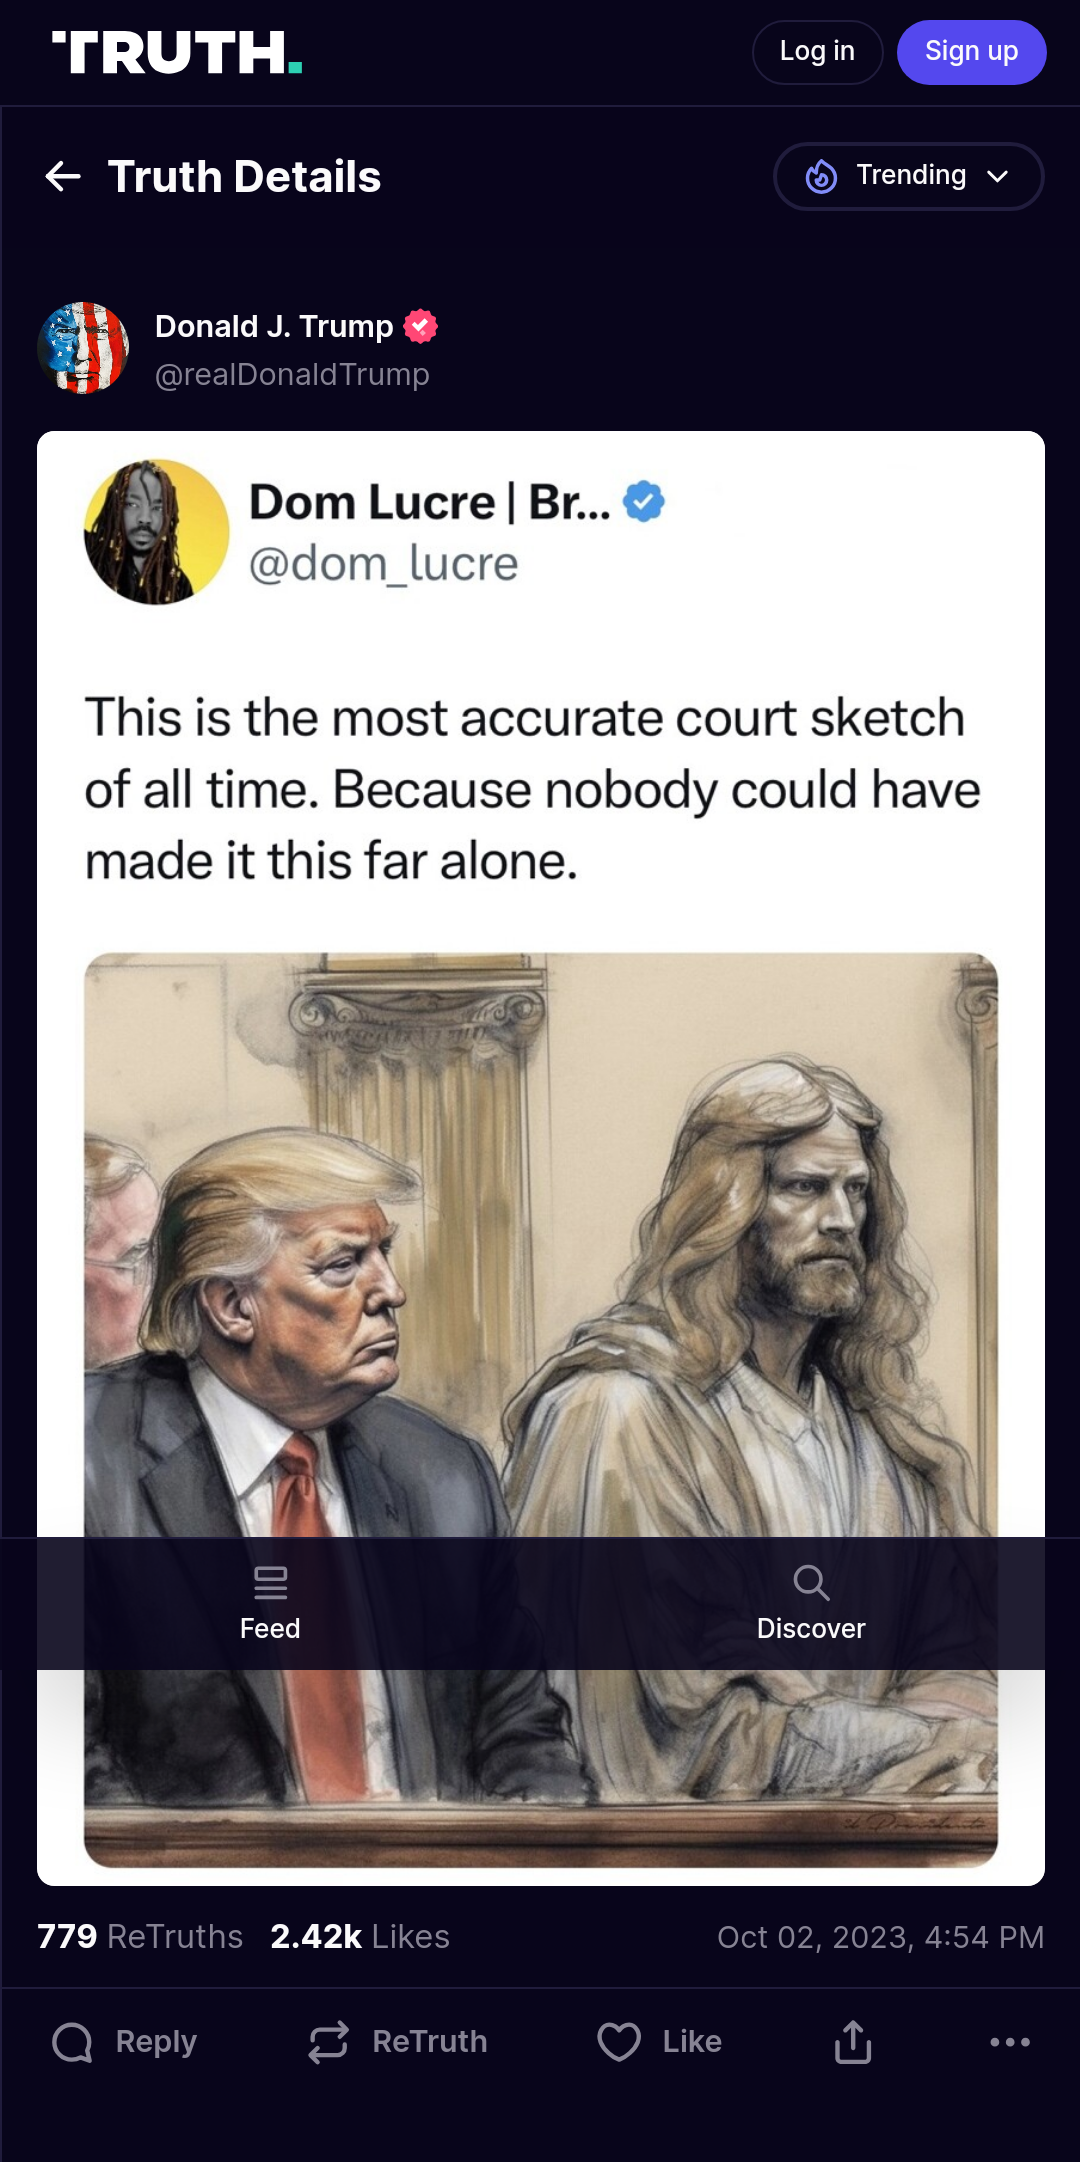 TRUTH.
Log in
Sign up
Truth Details
Trending
Donald J. Trump
@realDonaldTrump
Dom Lucre | Br...
@dom_lucre
This is the most accurate court sketch
of all time. Because nobody could have
made it this far alone.
Feed
Discover
779 ReTruths 2.42k Likes
Oct 02, 2023, 4:54 PM
Reply
ReTruth
Like